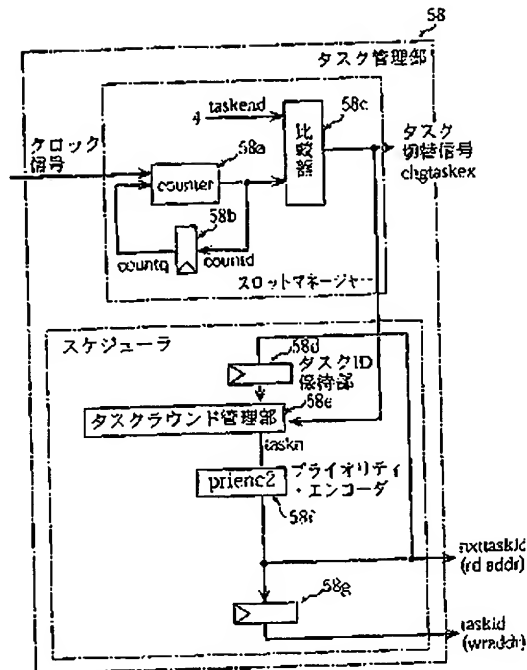 58
タスク管理部
taskend
4
58c
タスク
切替信号
chgtaskex
クロック
信号
58a
counter
比較器
58b
countq
countd
スロットマネージャー
スケジューラ
58d
タスクID
保持部
58e
タスクラウンド管理部
taskn
prienc2
プライオリティ
・エンコーダ
58f
nxttaskid
(rd addr)
58g
taskid
(wraddr)